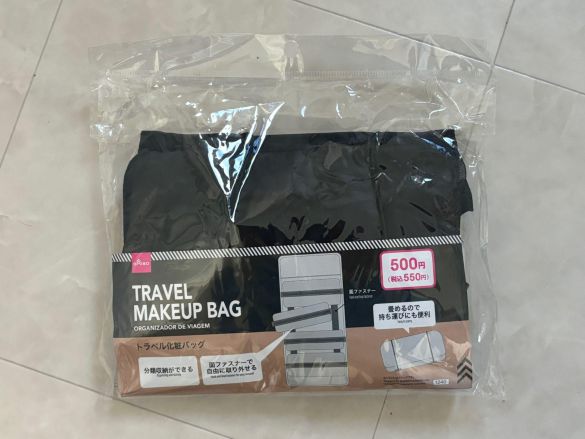 DAISO
TRAVEL
MAKEUP BAG
ORGANIZADOR DE VIAGEM
トラベル化粧バッグ
分類収納ができる
面ファスナーで
自由に取り外せる
面ファスナー
500円
(税込550円)
畳めるので
持ち運びにも便利